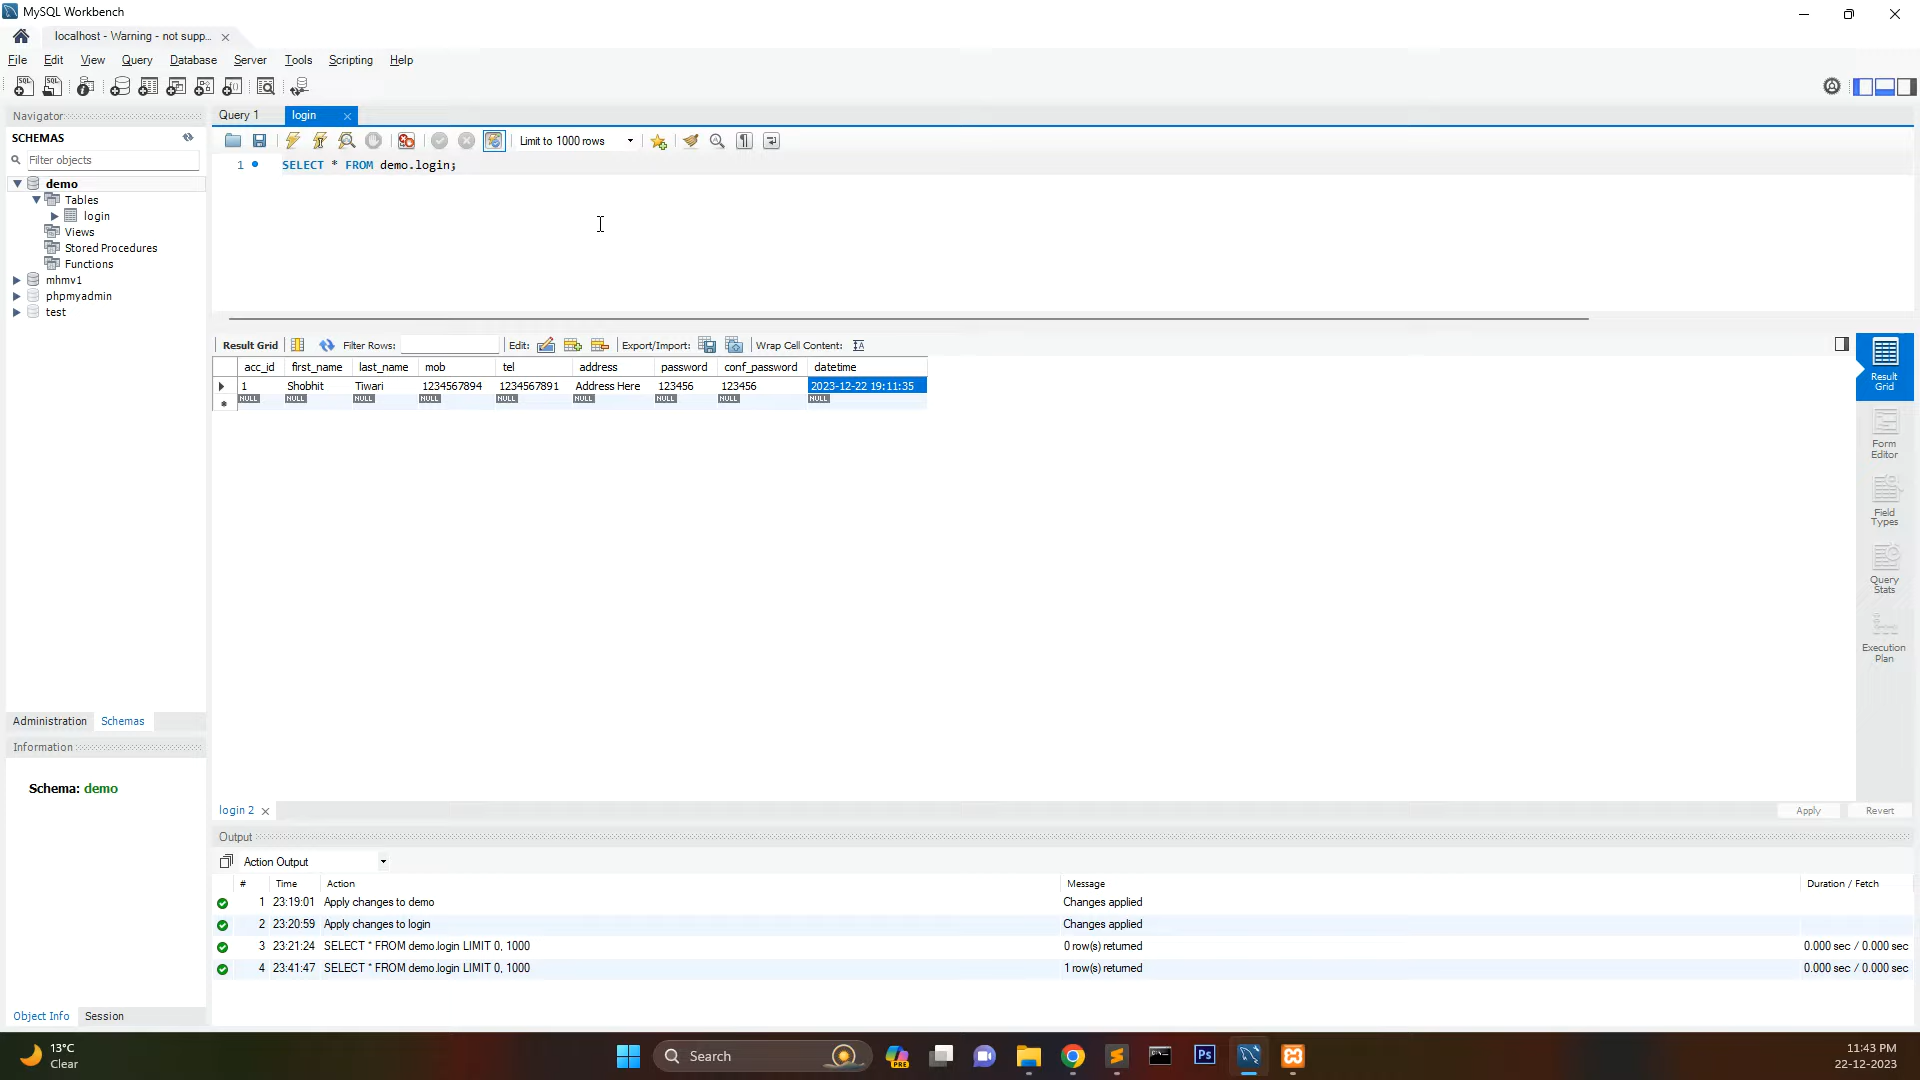 MySQL Workbench
localhost - Warning - not supp...
File Edit View Query Database Server Tools Scripting Help
Navigator
SCHEMAS
Filter objects
demo
Tables
login
Views
Stored Procedures
Functions
mhmv1
phpmyadmin
test
Administration Schemas
Information
Schema: demo
Object Info Session
Query 1 login
Limit to 1000 rows
1 SELECT * FROM demo.login;
Result Grid Filter Rows: Edit: Export/Import: Wrap Cell Content:
acc_id first_name last_name mob tel address password conf_password datetime
1 Shobhit Tiwari 1234567894 1234567891 Address Here 123456 123456 2023-12-22 19:11:35
NULL NULL NULL NULL NULL NULL NULL NULL NULL
Result
Grid
Form
Editor
Field
Types
Query
Stats
Execution
Plan
login 2
Apply Revert
Output
Action Output
# Time Action Message Duration / Fetch
1 23:19:01 Apply changes to demo Changes applied
2 23:20:59 Apply changes to login Changes applied
3 23:21:24 SELECT * FROM demo.login LIMIT 0, 1000 0 row(s) returned 0.000 sec / 0.000 sec
4 23:41:47 SELECT * FROM demo.login LIMIT 0, 1000 1 row(s) returned 0.000 sec / 0.000 sec
13°C
Clear
Search
PRE
Ps
11:43 PM
22-12-2023